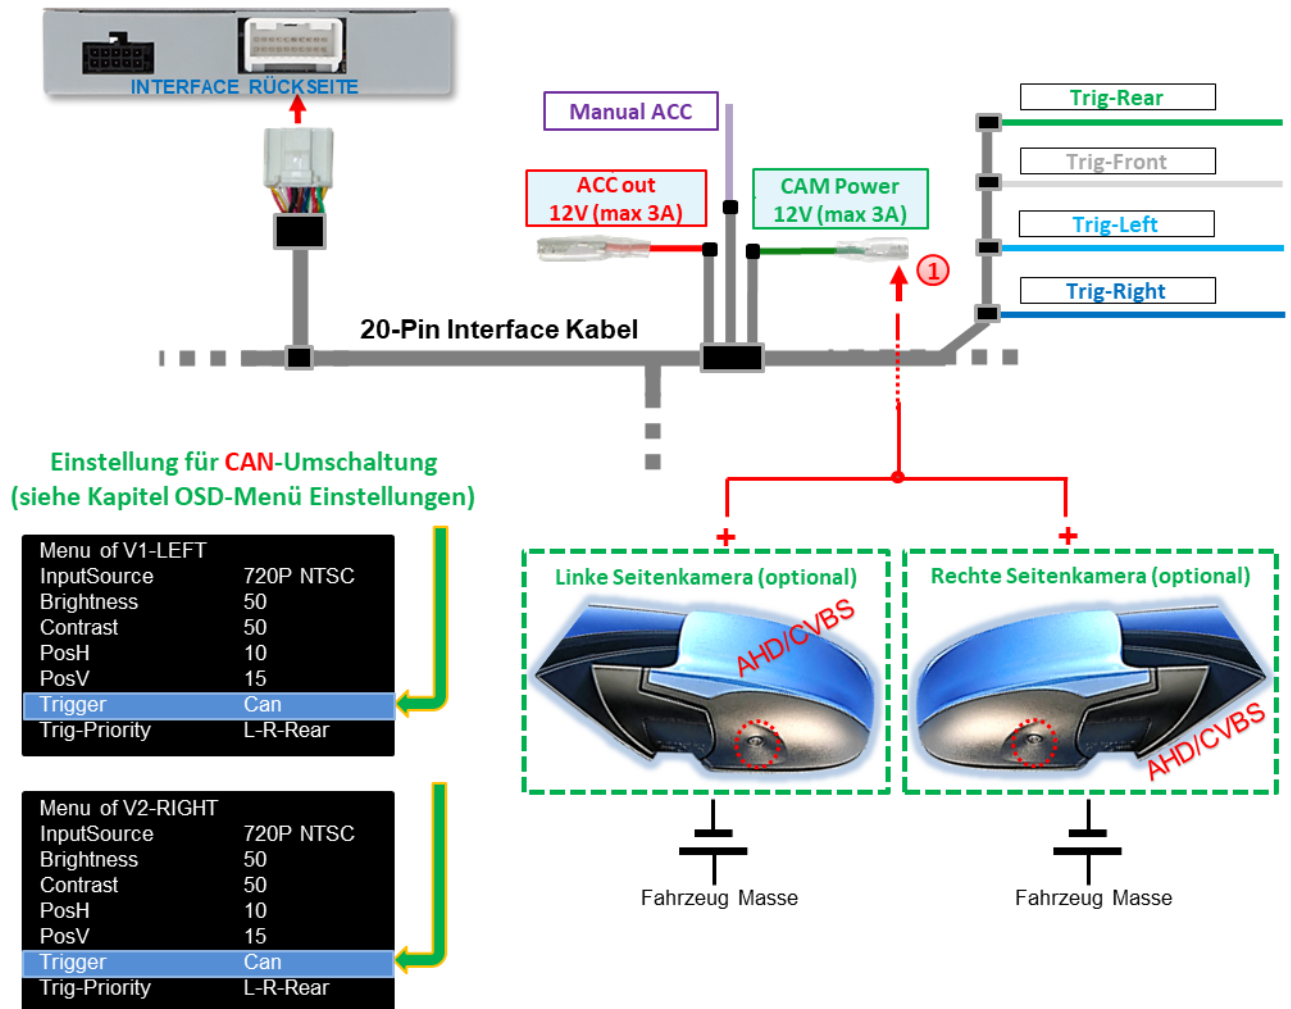 INTERFACE RÜCKSEITE
Manual ACC
ACC out
12V (max 3A)
CAM Power
12V (max 3A)
Trig-Rear
Trig-Front
Trig-Left
Trig-Right
1
20-Pin Interface Kabel
Einstellung für CAN-Umschaltung
(siehe Kapitel OSD-Menü Einstellungen)
Menu of V1-LEFT
InputSource 720P NTSC
Brightness 50
Contrast 50
PosH 10
PosV 15
Trigger Can
Trig-Priority L-R-Rear
Menu of V2-RIGHT
InputSource 720P NTSC
Brightness 50
Contrast 50
PosH 10
PosV 15
Trigger Can
Trig-Priority L-R-Rear
+
+
Linke Seitenkamera (optional)
AHD/CVBS
Rechte Seitenkamera (optional)
AHD/CVBS
Fahrzeug Masse
Fahrzeug Masse